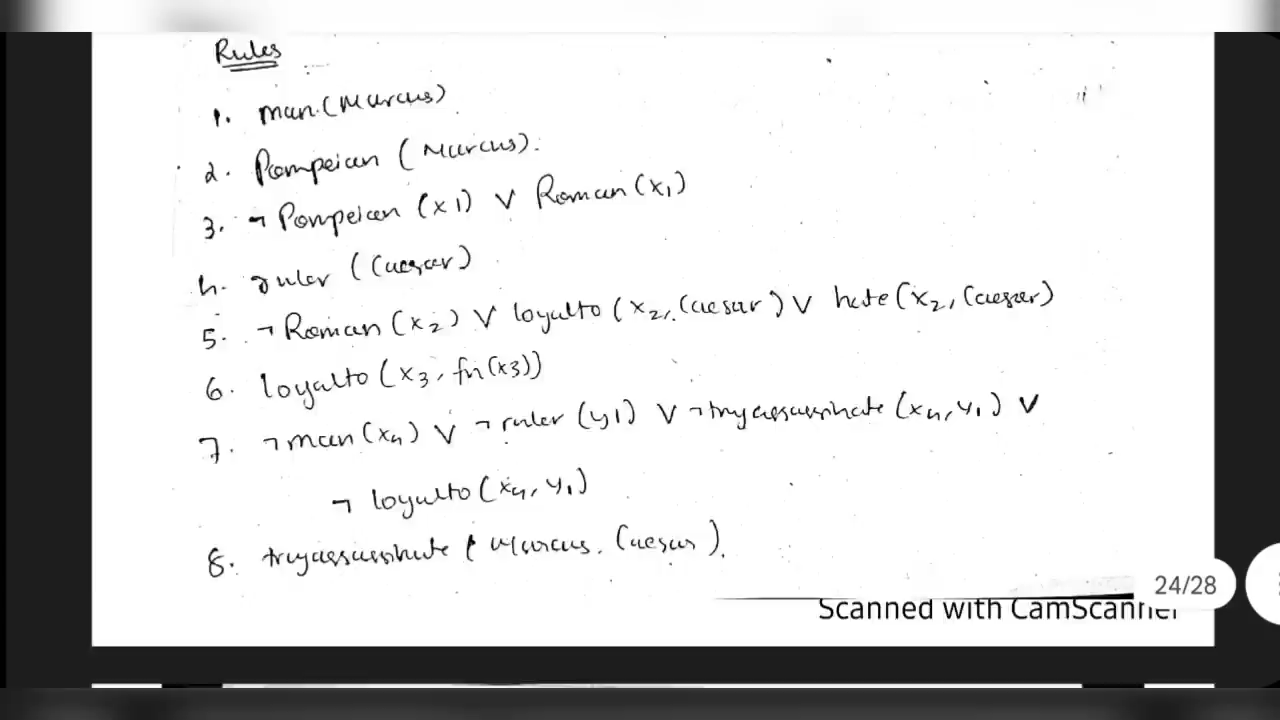 Rules
1. man(Marcus)
2. Pompeian (Marcus).
3. ¬ Pompeian (x1) V Roman(x₁)
4. ruler (Caesar)
5. ¬ Roman(x₂) V loyalto(x₂, Caesar) V hate(x₂, Caesar)
6. loyalto (x₃, fn(x3))
7. ¬ man(x₄) V ¬ ruler (y1) V ¬tryassassinate (x₄, y₁) V
¬ loyalto(x₄, y₁)
8. tryassassinate (Marcus, Caesar).
24/28
Scanned with CamScanner